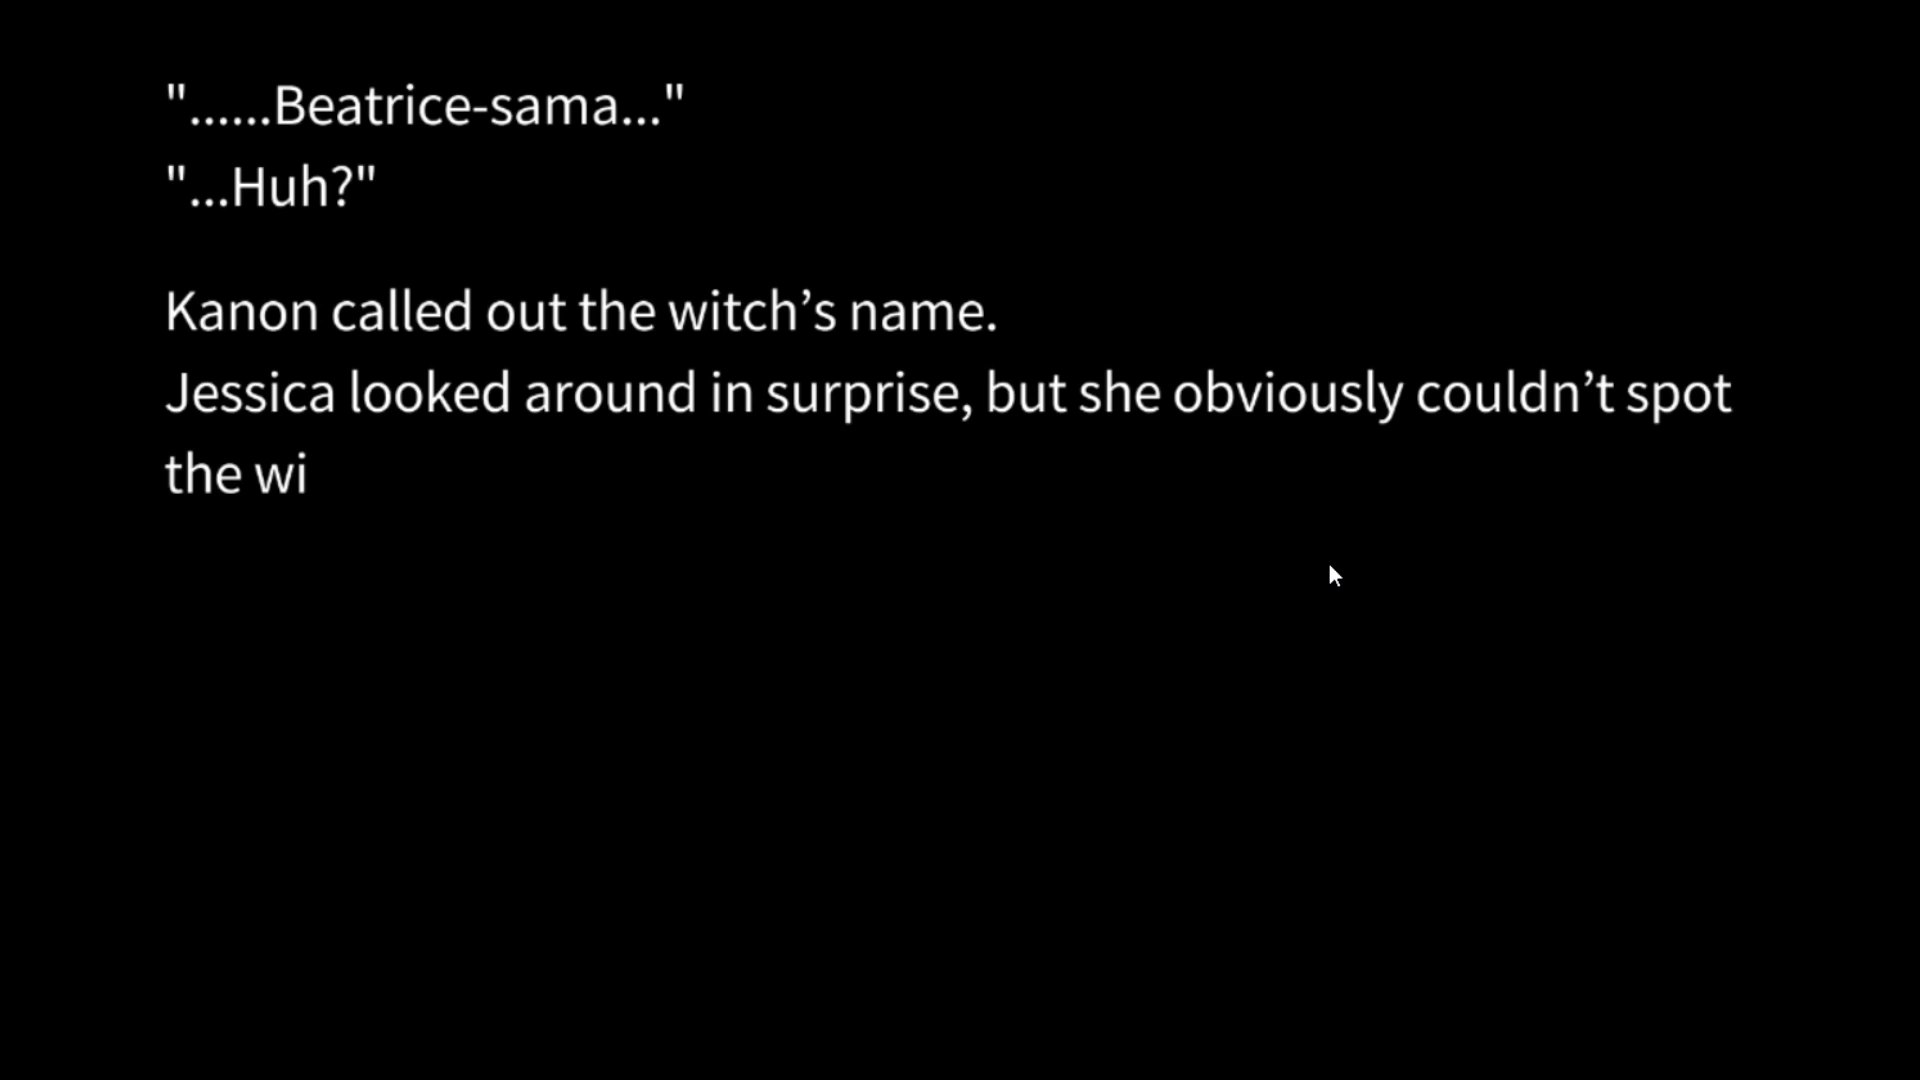 "......Beatrice-sama..."
"...Huh?"
Kanon called out the witch’s name.
Jessica looked around in surprise, but she obviously couldn’t spot
the wi